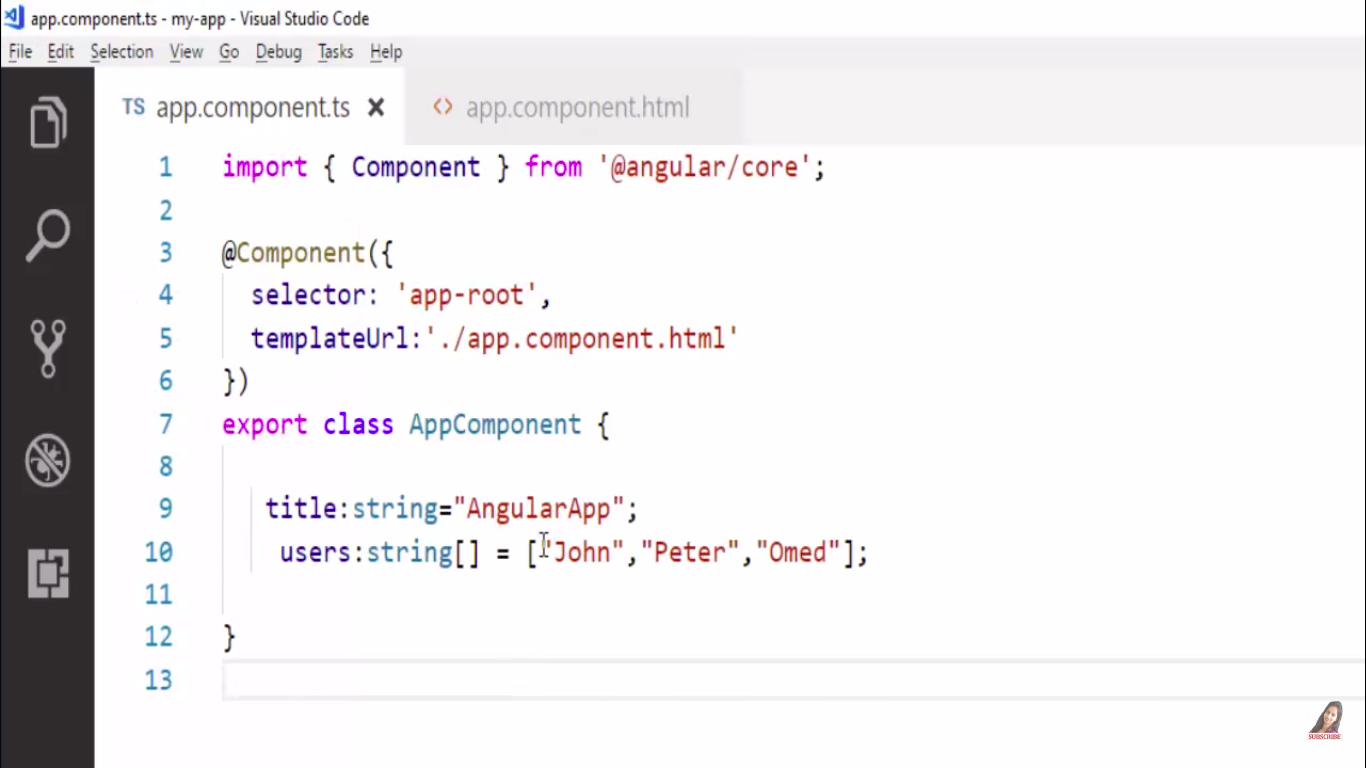 app.component.ts - my-app - Visual Studio Code
File Edit Selection View Go Debug Tasks Help
TS app.component.ts <> app.component.html
1 import { Component } from '@angular/core';
2
3 @Component({
4 selector: 'app-root',
5 templateUrl:'./app.component.html'
6 })
7 export class AppComponent {
8
9 title:string="AngularApp";
10 users:string[] = ["John","Peter","Omed"];
11
12 }
13
SUBSCRIBE